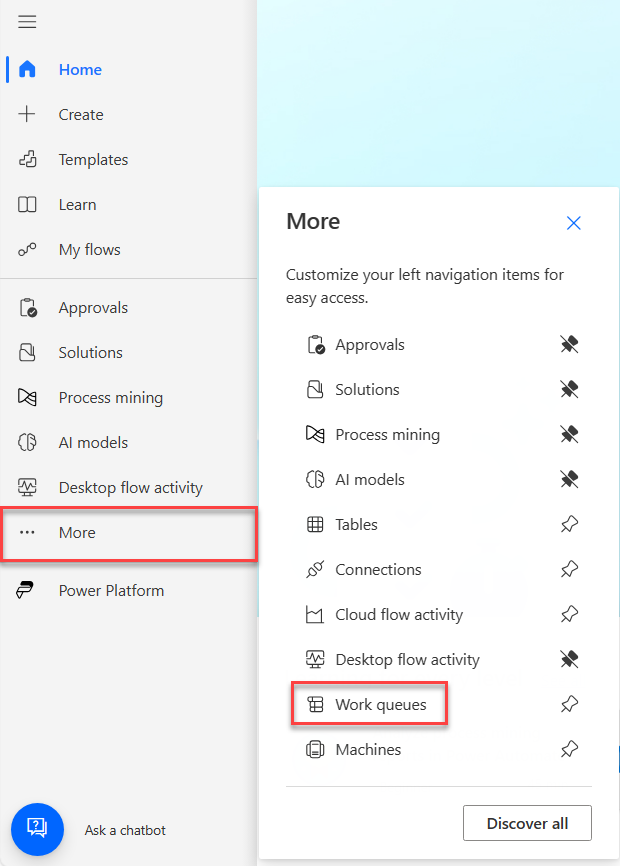 Home
Create
Templates
Learn
My flows
Approvals
Solutions
Process mining
AI models
Desktop flow activity
More
Power Platform
Ask a chatbot
More
Customize your left navigation items for
easy access.
Approvals
Solutions
Process mining
AI models
Tables
Connections
Cloud flow activity
Desktop flow activity
Work queues
Machines
Discover all